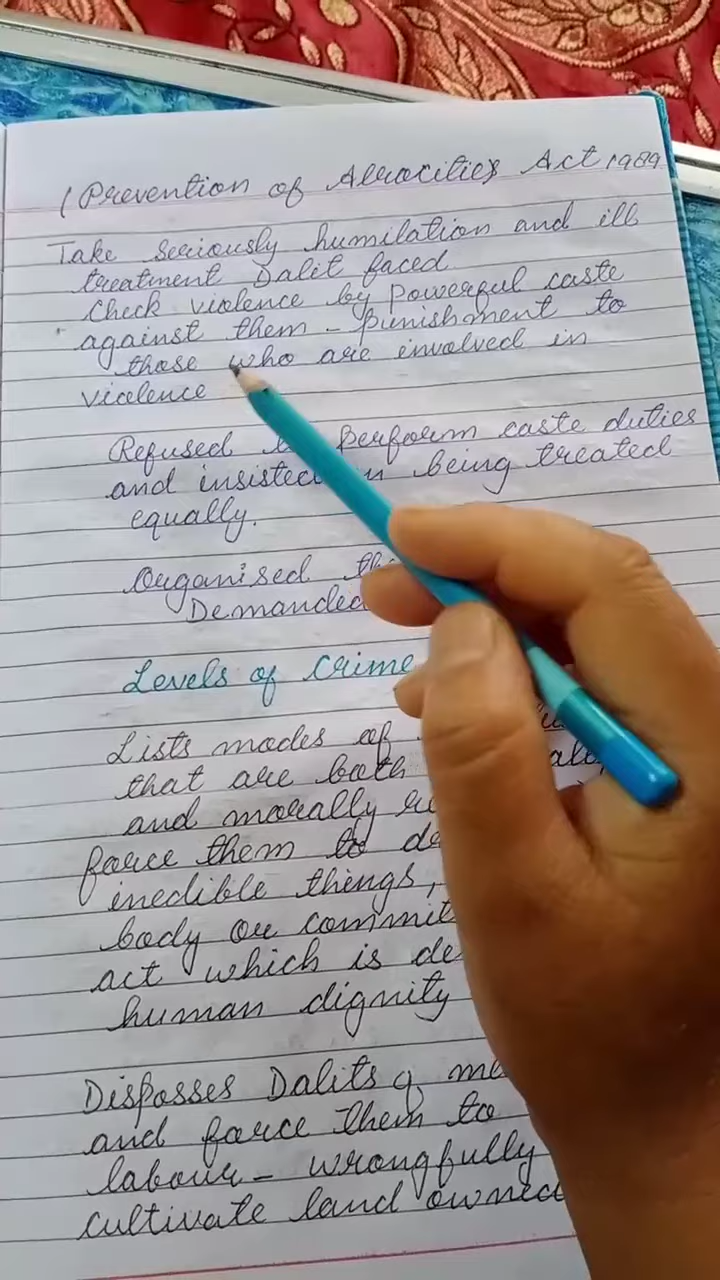 (Prevention of Atrocities Act 1989
Take seriously humilation and ill
treatment Dalit faced
Check violence by powerful caste
against them - punishment to
those who are involved in
violence
Refused perform caste duties
and insisted being treated
equally.
Organised
Demanded
Levels of Crime
Lists modes of
that are both
and morally
force them to
inedible things,
body or commit
act which is
human dignity
Disposses Dalits of
and force them to
labour - wrongfully
cultivate land owned